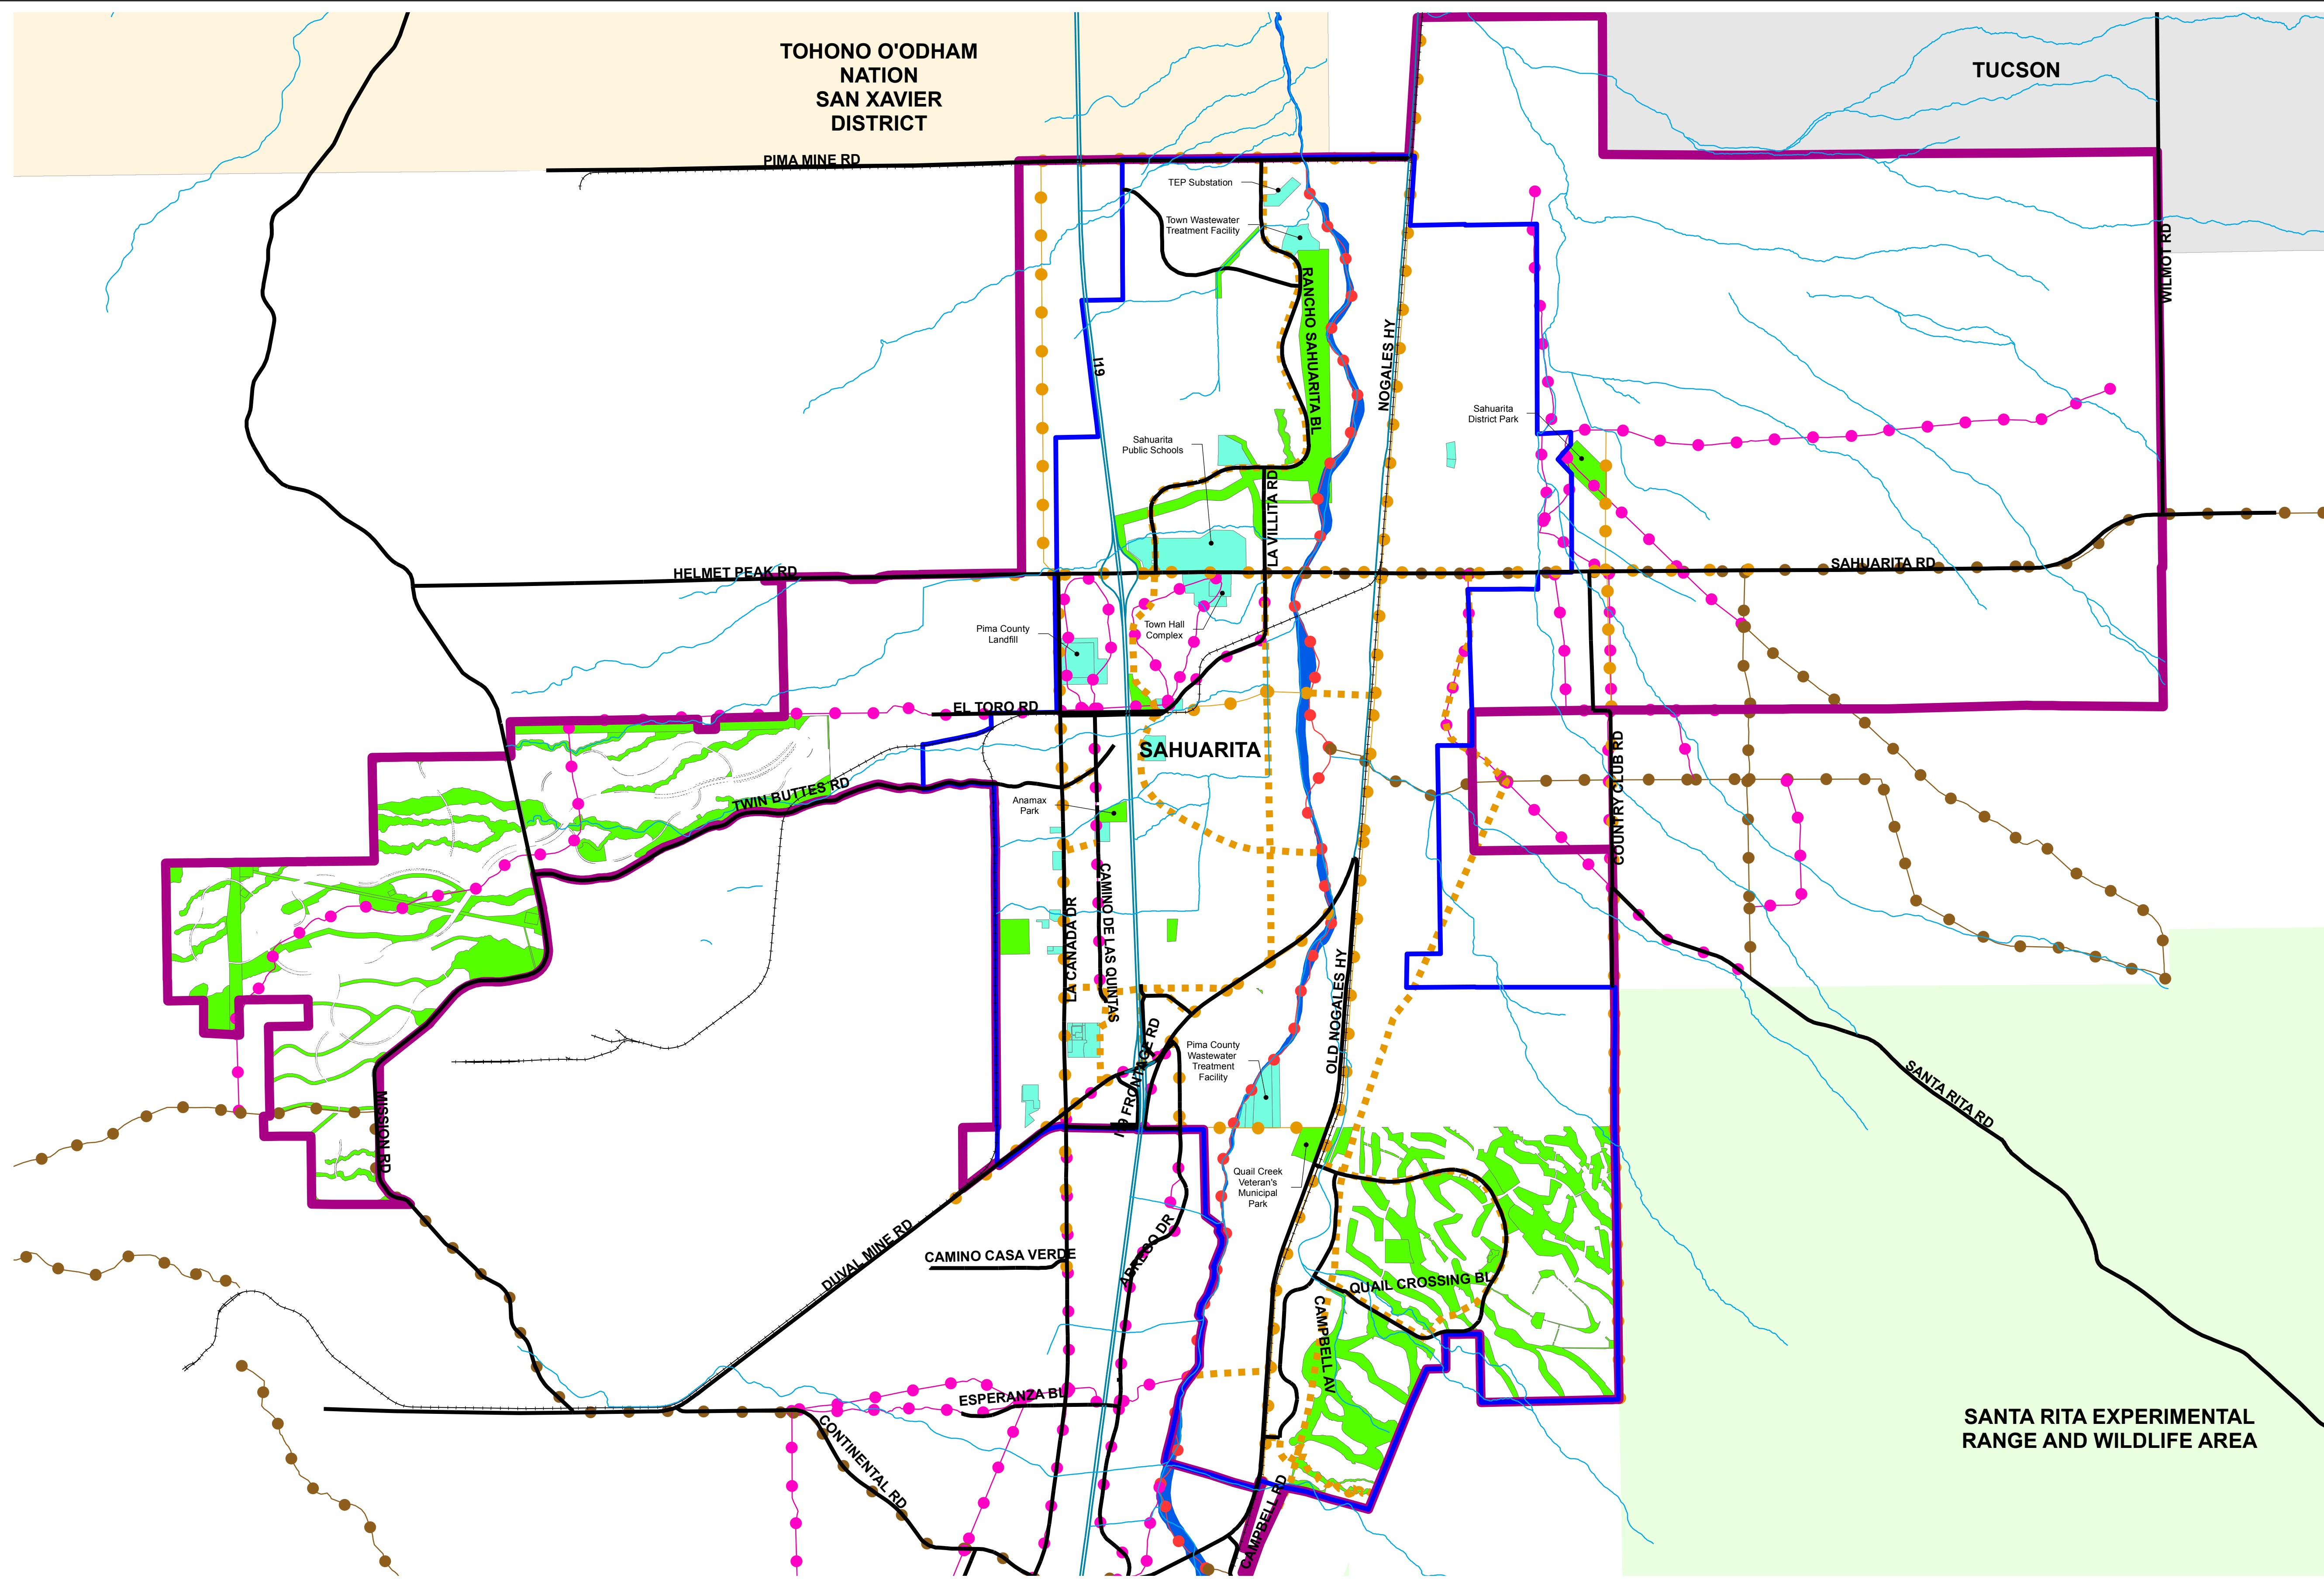 TOHONO O'ODHAM
NATION
SAN XAVIER
DISTRICT
TUCSON
PIMA MINE RD
TEP Substation
Town Wastewater
Treatment Facility
WILMOT RD
RANCHO SAHUARITA BL
I19
NOGALES HY
Sahuarita
District Park
Sahuarita
Public Schools
LA VILLITA RD
HELMET PEAK RD
SAHUARITA RD
Pima County
Landfill
Town Hall
Complex
EL TORO RD
SAHUARITA
COUNTRY CLUB RD
TWIN BUTTES RD
Anamax
Park
CAMINO DE LAS QUINTAS
LA CANADA DR
OLD NOGALES HY
I19 FRONTAGE RD
Pima County
Wastewater
Treatment
Facility
SANTA RITA RD
MISSION RD
Quail Creek
Veteran's
Municipal
Park
DUVAL MINE RD
CAMINO CASA VERDE
ABREGO DR
QUAIL CROSSING BL
CAMPBELL AV
ESPERANZA BL
CONTINENTAL RD
SANTA RITA EXPERIMENTAL
RANGE AND WILDLIFE AREA
CAMPBELL RD